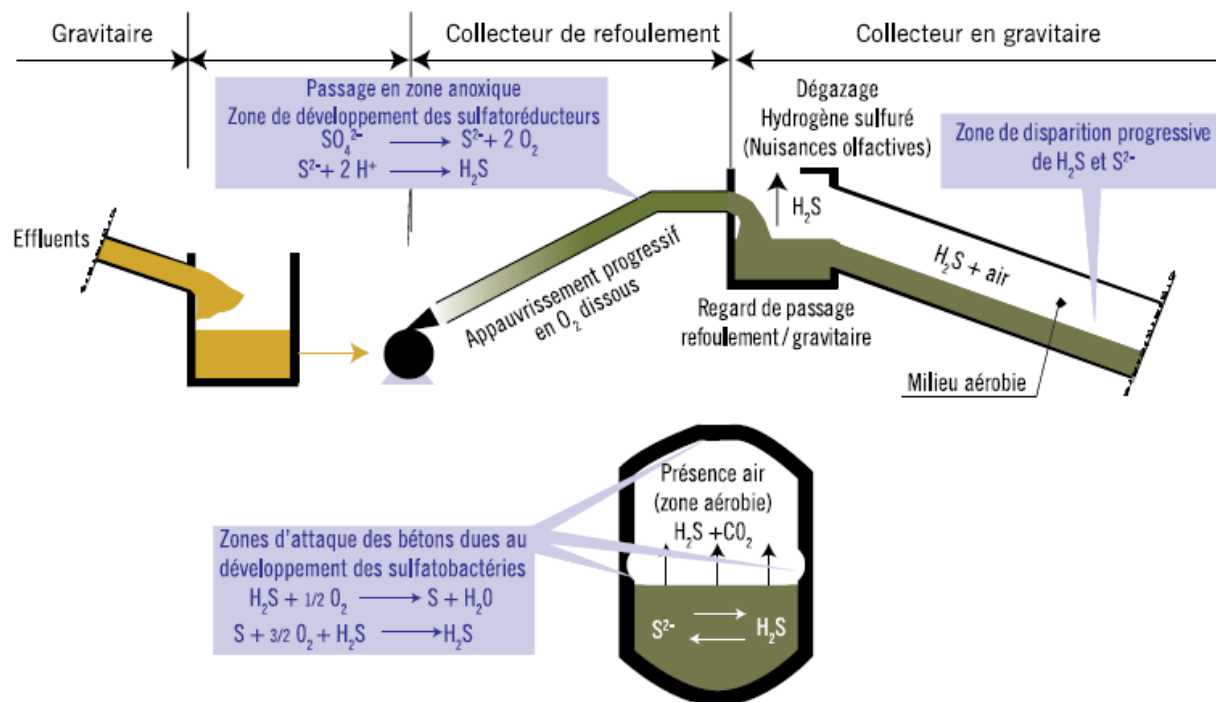 Gravitaire
Collecteur de refoulement
Collecteur en gravitaire
Passage en zone anoxique
Zone de développement des sulfatoréducteurs
SO₄²⁻ ⟶ S²⁻+ 2 O₂
S²⁻+ 2 H⁺ ⟶ H₂S
Dégazage
Hydrogène sulfuré
(Nuisances olfactives)
Zone de disparition progressive
de H₂S et S²⁻
Effluents
H₂S
H₂S + air
Appauvrissement progressif
en O₂ dissous
Regard de passage
refoulement / gravitaire
Milieu aérobie
Présence air
(zone aérobie)
H₂S +CO₂
Zones d'attaque des bétons dues au
développement des sulfatobactéries
H₂S + 1/2 O₂ ⟶ S + H₂O
S + 3/2 O₂ + H₂S ⟶ H₂S
S²⁻ ⇄ H₂S